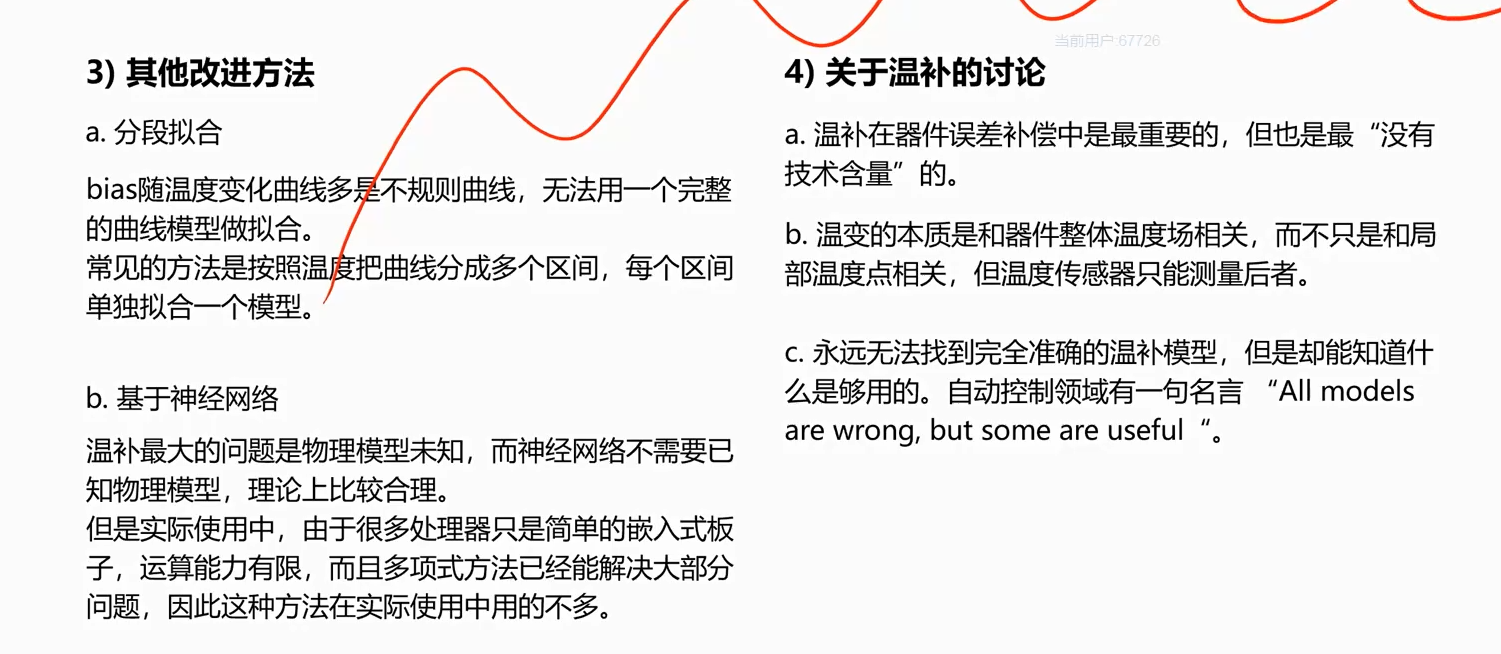 当前用户:67726
3) 其他改进方法
a. 分段拟合
bias随温度变化曲线多是不规则曲线，无法用一个完整
的曲线模型做拟合。
常见的方法是按照温度把曲线分成多个区间，每个区间
单独拟合一个模型。
b. 基于神经网络
温补最大的问题是物理模型未知，而神经网络不需要已
知物理模型，理论上比较合理。
但是实际使用中，由于很多处理器只是简单的嵌入式板
子，运算能力有限，而且多项式方法已经能解决大部分
问题，因此这种方法在实际使用中用的不多。
4) 关于温补的讨论
a. 温补在器件误差补偿中是最重要的，但也是最“没有
技术含量”的。
b. 温变的本质是和器件整体温度场相关，而不只是和局
部温度点相关，但温度传感器只能测量后者。
c. 永远无法找到完全准确的温补模型，但是却能知道什
么是够用的。自动控制领域有一句名言 “All models
are wrong, but some are useful“。